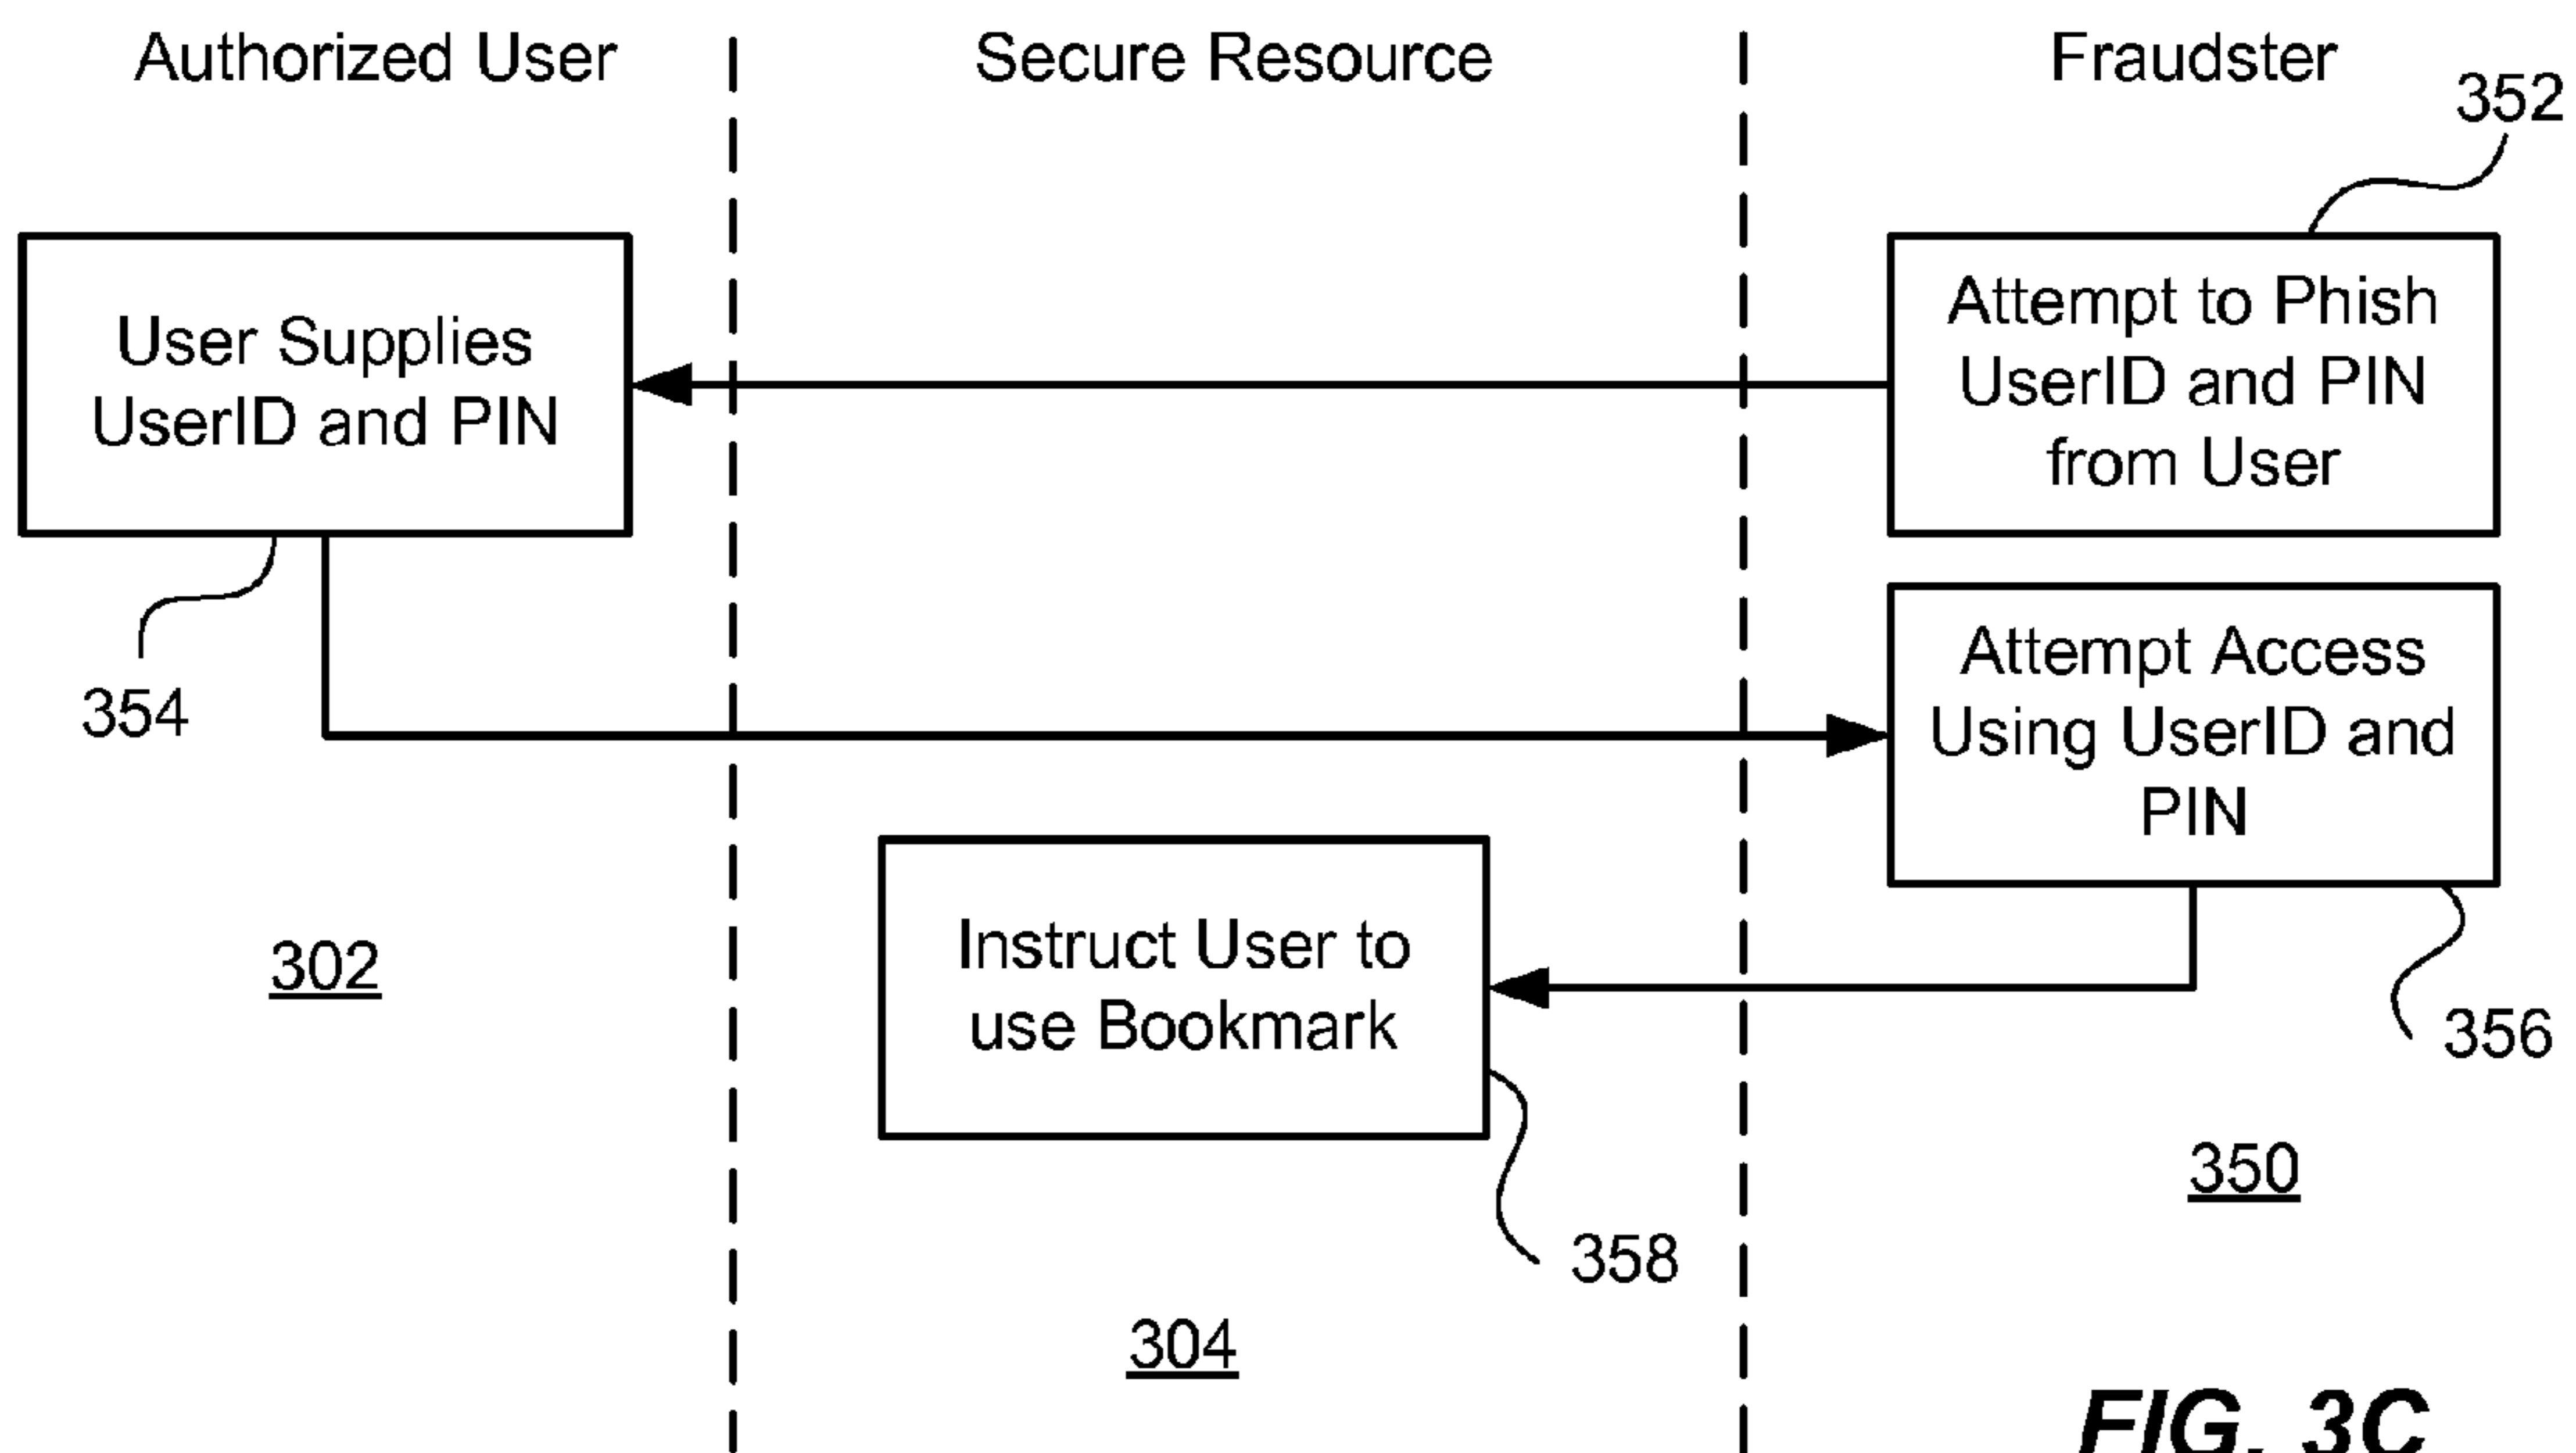 Authorized User
Secure Resource
Fraudster
352
User Supplies
UserID and PIN
Attempt to Phish
UserID and PIN
from User
354
Attempt Access
Using UserID and
PIN
302
Instruct User to
use Bookmark
356
350
358
304
FIG. 3C